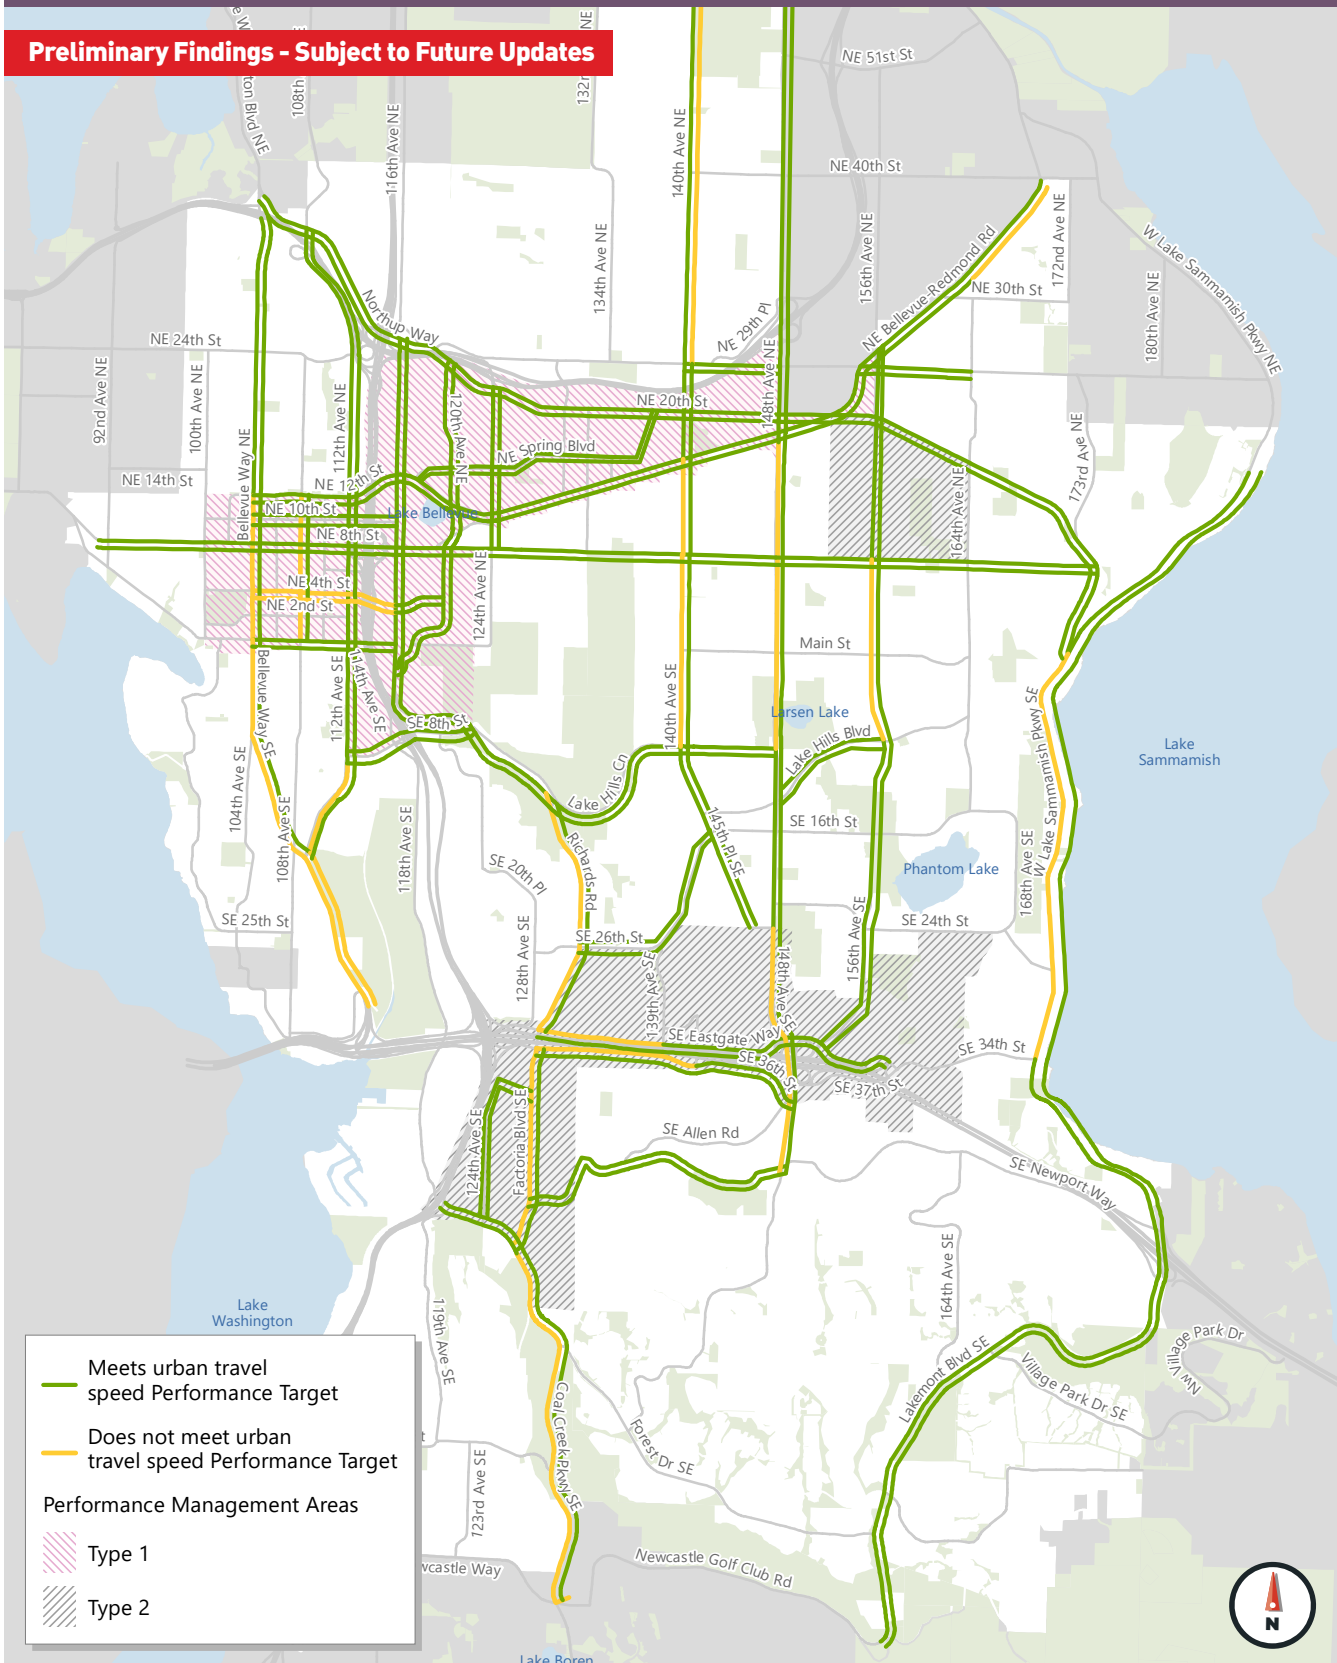 Preliminary Findings - Subject to Future Updates
NE 51st St
132n
NE
108th
ton Blvd NE
116th Ave NE
140th Ave NE
NE 40th St
172nd Ave NE
W Lake Sammamish Pkwy NE
134th Ave NE
156th Ave NE
NE Bellevue-Redmond Rd
NE 30th St
180th Ave NE
Northup Way
NE 29th Pl
NE 24th St
148th Ave NE
92nd Ave NE
100th Ave NE
112th Ave NE
120th Ave NE
NE 20th St
173rd Ave NE
Bellevue Way NE
NE Spring Blvd
NE 14th St
NE 12th St
164th Ave NE
NE 10th St
Lake Bellevue
NE 8th St
124th Ave NE
NE 4th St
NE 2nd St
Main St
Bellevue Way SE
112th Ave SE
114th Ave SE
140th Ave SE
Larsen Lake
SE 8th St
Lake Hills Blvd
W Lake Sammamish Pkwy SE
Lake
Sammamish
104th Ave SE
108th Ave SE
118th Ave SE
Lake Hills Cn
145th Pl SE
SE 16th St
168th Ave SE
SE 20th Pl
Richards Rd
Phantom Lake
SE 25th St
SE 24th St
SE 26th St
128th Ave SE
139th Ave SE
148th Ave SE
156th Ave SE
SE Eastgate Way
SE 36th St
SE 34th St
SE 37th St
124th Ave SE
Factoria Blvd SE
SE Allen Rd
SE Newport Way
164th Ave SE
Lake
Washington
119th Ave SE
Lakemont Blvd SE
Village Park Dr SE
NW Village Park Dr
Coal Creek Pkwy SE
Forest Dr SE
123rd Ave SE
wcastle Way
Newcastle Golf Club Rd
Lake Boren
Meets urban travel
speed Performance Target
Does not meet urban
travel speed Performance Target
Performance Management Areas
Type 1
Type 2
N